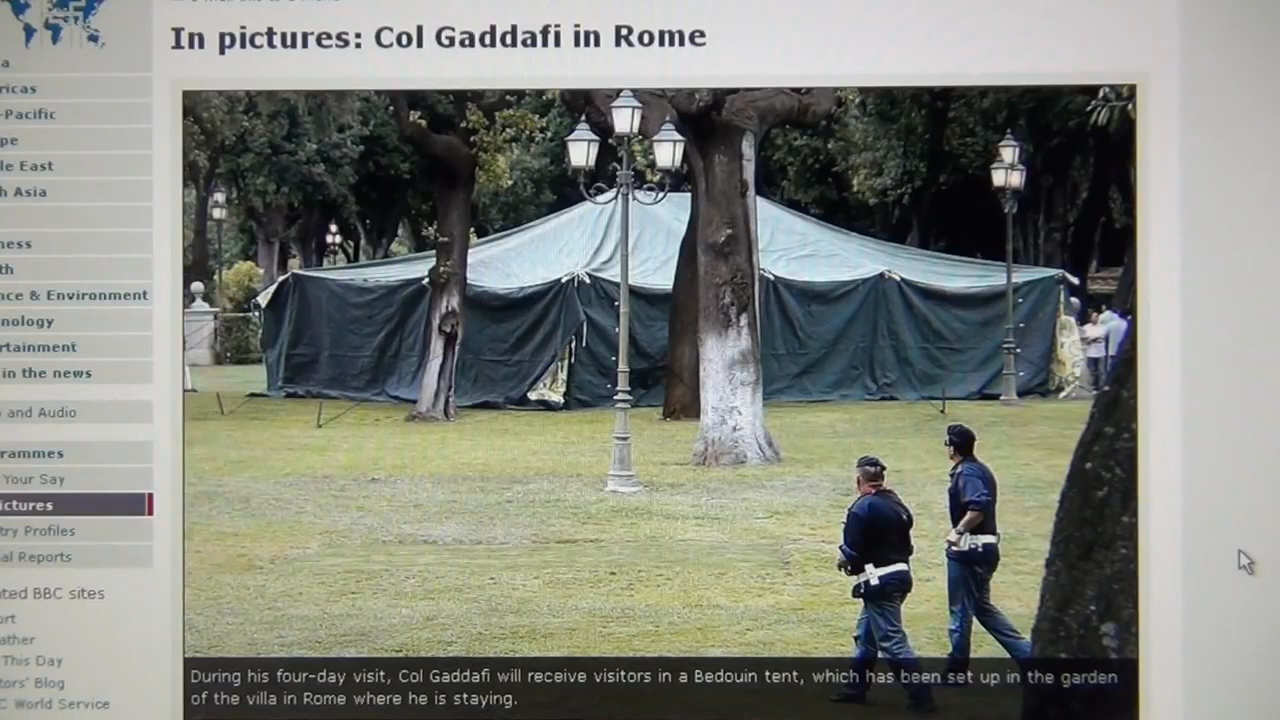 In pictures: Col Gaddafi in Rome
a
ricas
-Pacific
pe
le East
h Asia
ness
th
nce & Environment
nology
rtainment
in the news
and Audio
rammes
Your Say
ictures
try Profiles
al Reports
ated BBC sites
ort
ather
This Day
tors' Blog
C World Service
During his four-day visit, Col Gaddafi will receive visitors in a Bedouin tent, which has been set up in the garden
of the villa in Rome where he is staying.